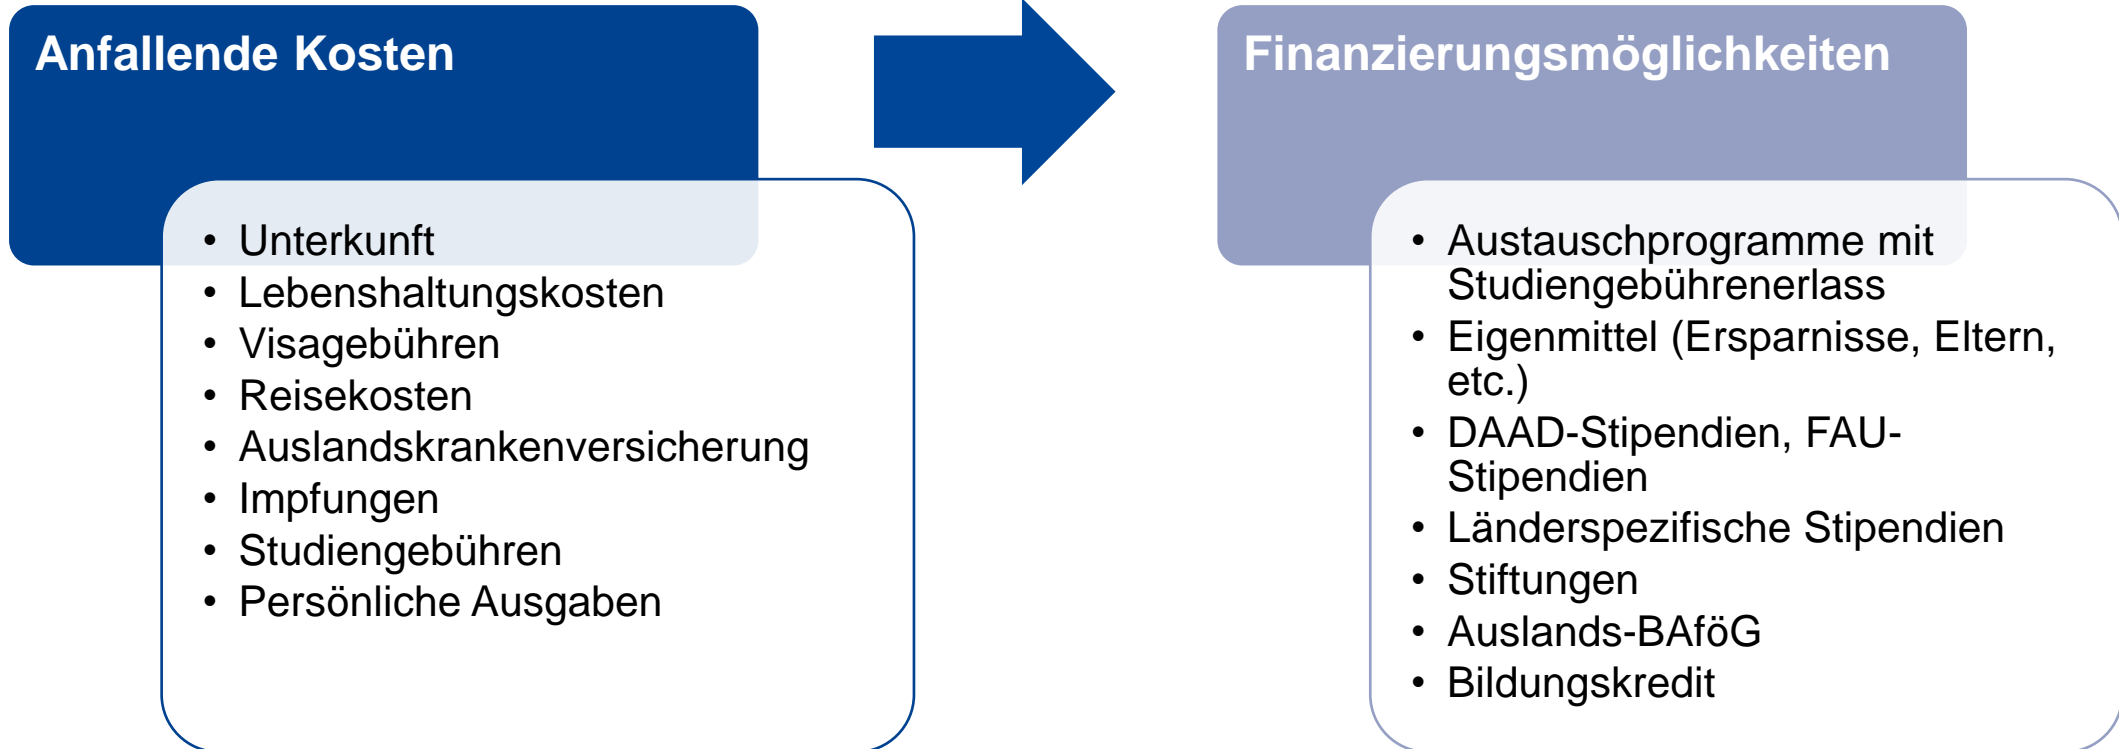 Anfallende Kosten
• Unterkunft
• Lebenshaltungskosten
• Visagebühren
• Reisekosten
• Auslandskrankenversicherung
• Impfungen
• Studiengebühren
• Persönliche Ausgaben
Finanzierungsmöglichkeiten
• Austauschprogramme mit
Studiengebührenerlass
• Eigenmittel (Ersparnisse, Eltern,
etc.)
• DAAD-Stipendien, FAU-
Stipendien
• Länderspezifische Stipendien
• Stiftungen
• Auslands-BAföG
• Bildungskredit